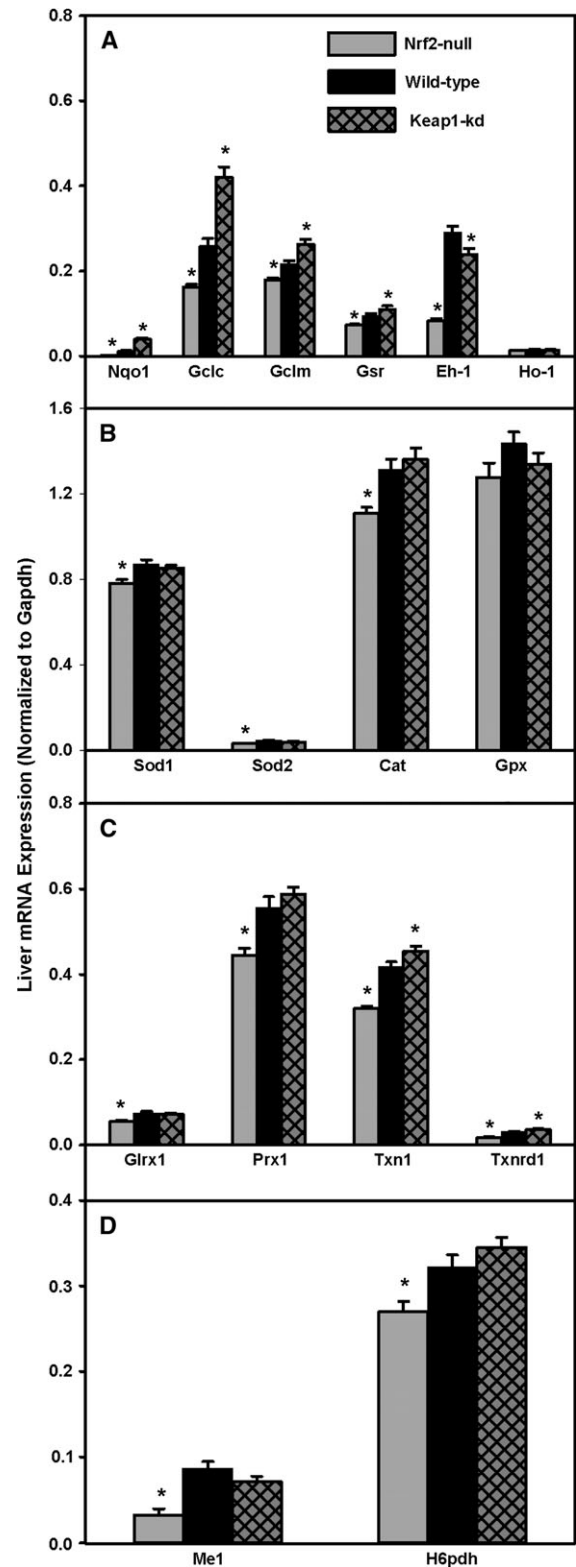 Liver mRNA Expression (Normalized to Gapdh)
A
Nrf2-null
Wild-type
Keap1-kd
0.8
0.6
0.4
0.2
0.0
* * * * * * * * * *
Nqo1 Gclc Gclm Gsr Eh-1 Ho-1
B
1.6
1.2
0.8
0.4
0.0
* * *
Sod1 Sod2 Cat Gpx
C
0.8
0.6
0.4
0.2
0.0
* * * * * *
Glrx1 Prx1 Txn1 Txnrd1
D
0.4
0.3
0.2
0.1
0.0
* *
Me1 H6pdh